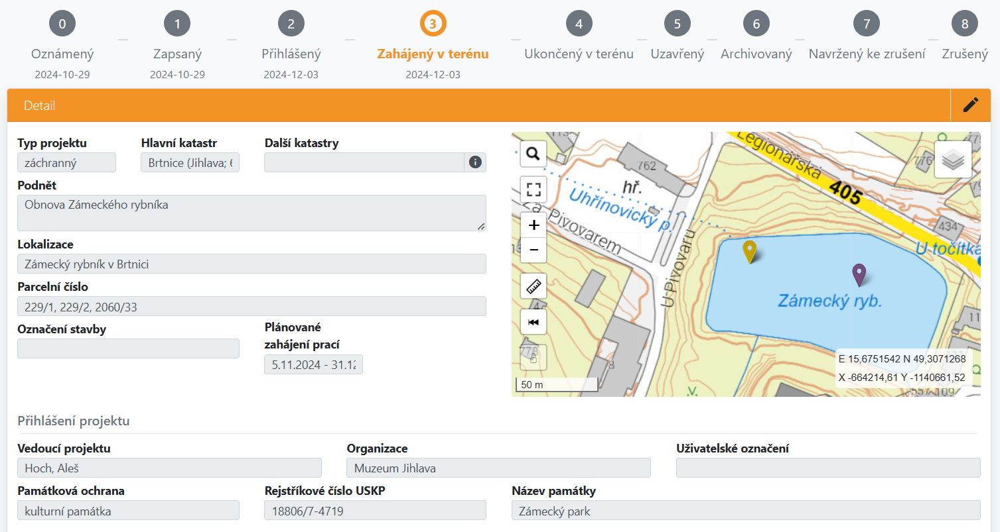 0 1 2 3 4 5 6 7 8
Oznámený Zapsaný Přihlášený Zahájený v terénu Ukončený v terénu Uzavřený Archivovaný Navržený ke zrušení Zrušený
2024-10-29 2024-10-29 2024-12-03 2024-12-03
Detail
Typ projektu Hlavní katastr Další katastry
záchranný Brtnice (Jihlava; 6
Podnět
Obnova Zámeckého rybníka
Lokalizace
Zámecký rybník v Brtnici
Parcelní číslo
229/1, 229/2, 2060/33
Označení stavby Plánované
zahájení prací
5.11.2024 - 31.12
Legionářská
762
776
hř.
405
Uhřínovický p.
Za Pivovarem
U Pivovaru
434
U točítka
Zámecký ryb.
778
8
V.
E 15,6751542 N 49,3071268
X -664214,61 Y -1140661,52
50 m
557 109
Přihlášení projektu
Vedoucí projektu Organizace Uživatelské označení
Hoch, Aleš Muzeum Jihlava
Památková ochrana Rejstříkové číslo USKP Název památky
kulturní památka 18806/7-4719 Zámecký park